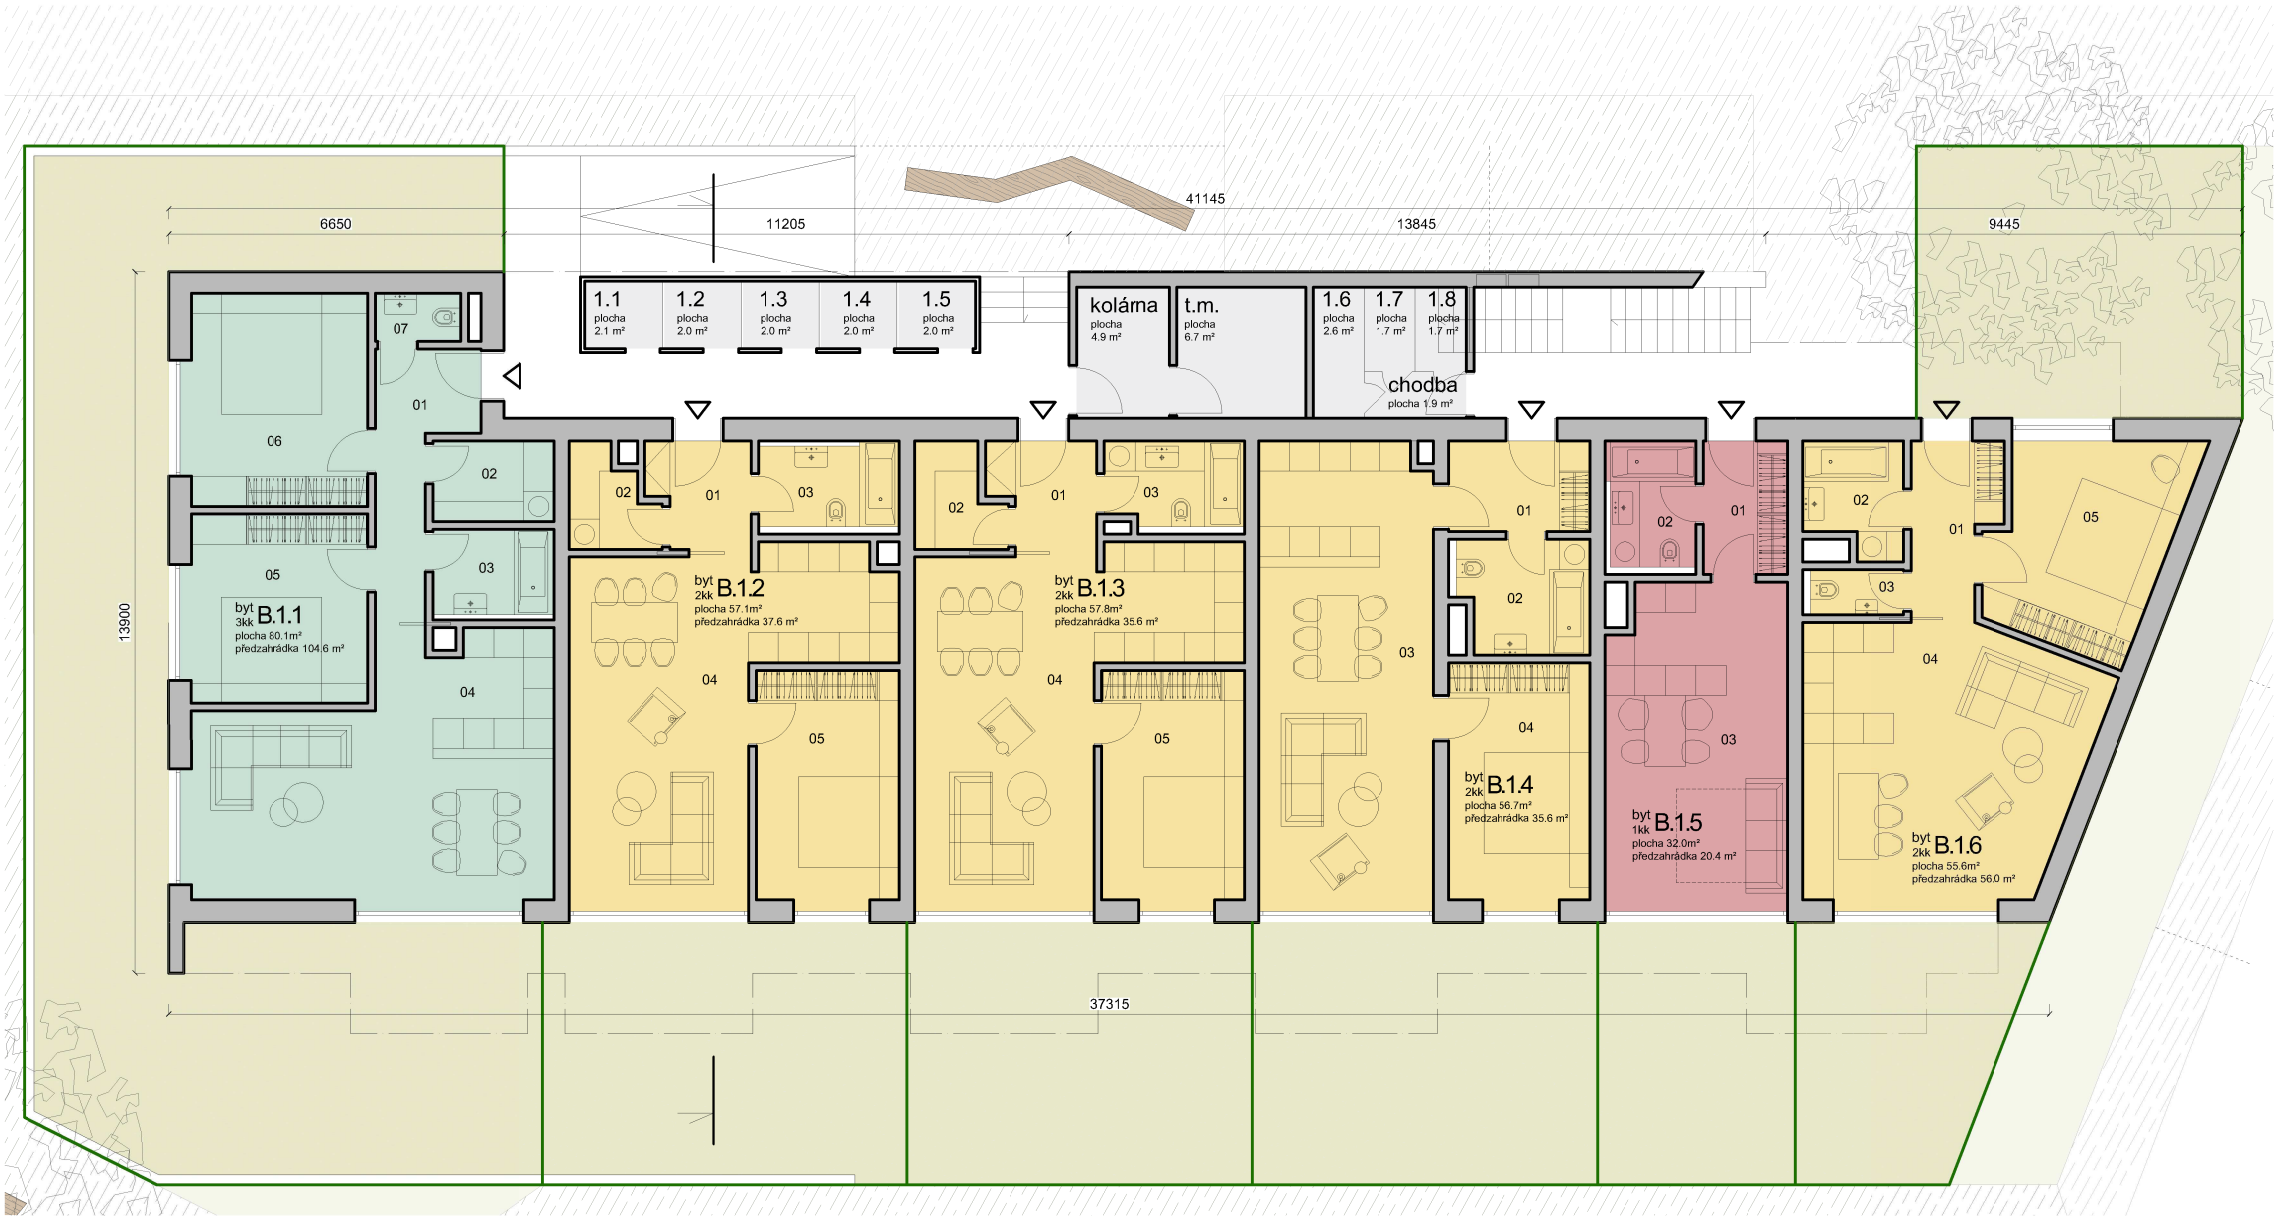 41145
6650
11205
13845
9445
1.1
plocha
2.1 m²
1.2
plocha
2.0 m²
1.3
plocha
2.0 m²
1.4
plocha
2.0 m²
1.5
plocha
2.0 m²
kolárna
plocha
4.9 m²
t.m.
plocha
6.7 m²
1.6
plocha
2.6 m²
1.7
plocha
1.7 m²
1.8
plocha
1.7 m²
chodba
plocha 1.9 m²
13900
07
01
06
02
03
05
byt
3kk B.1.1
plocha 80.1m²
předzahrádka 104.6 m²
04
02
01
03
byt
2kk B.1.2
plocha 57.1m²
předzahrádka 37.6 m²
04
05
02
01
03
byt
2kk B.1.3
plocha 57.8m²
předzahrádka 35.6 m²
04
05
01
02
03
04
byt
2kk B.1.4
plocha 56.7m²
předzahrádka 35.6 m²
02
01
03
byt
1kk B.1.5
plocha 32.0m²
předzahrádka 20.4 m²
02
01
05
03
04
byt
2kk B.1.6
plocha 55.6m²
předzahrádka 56.0 m²
37315